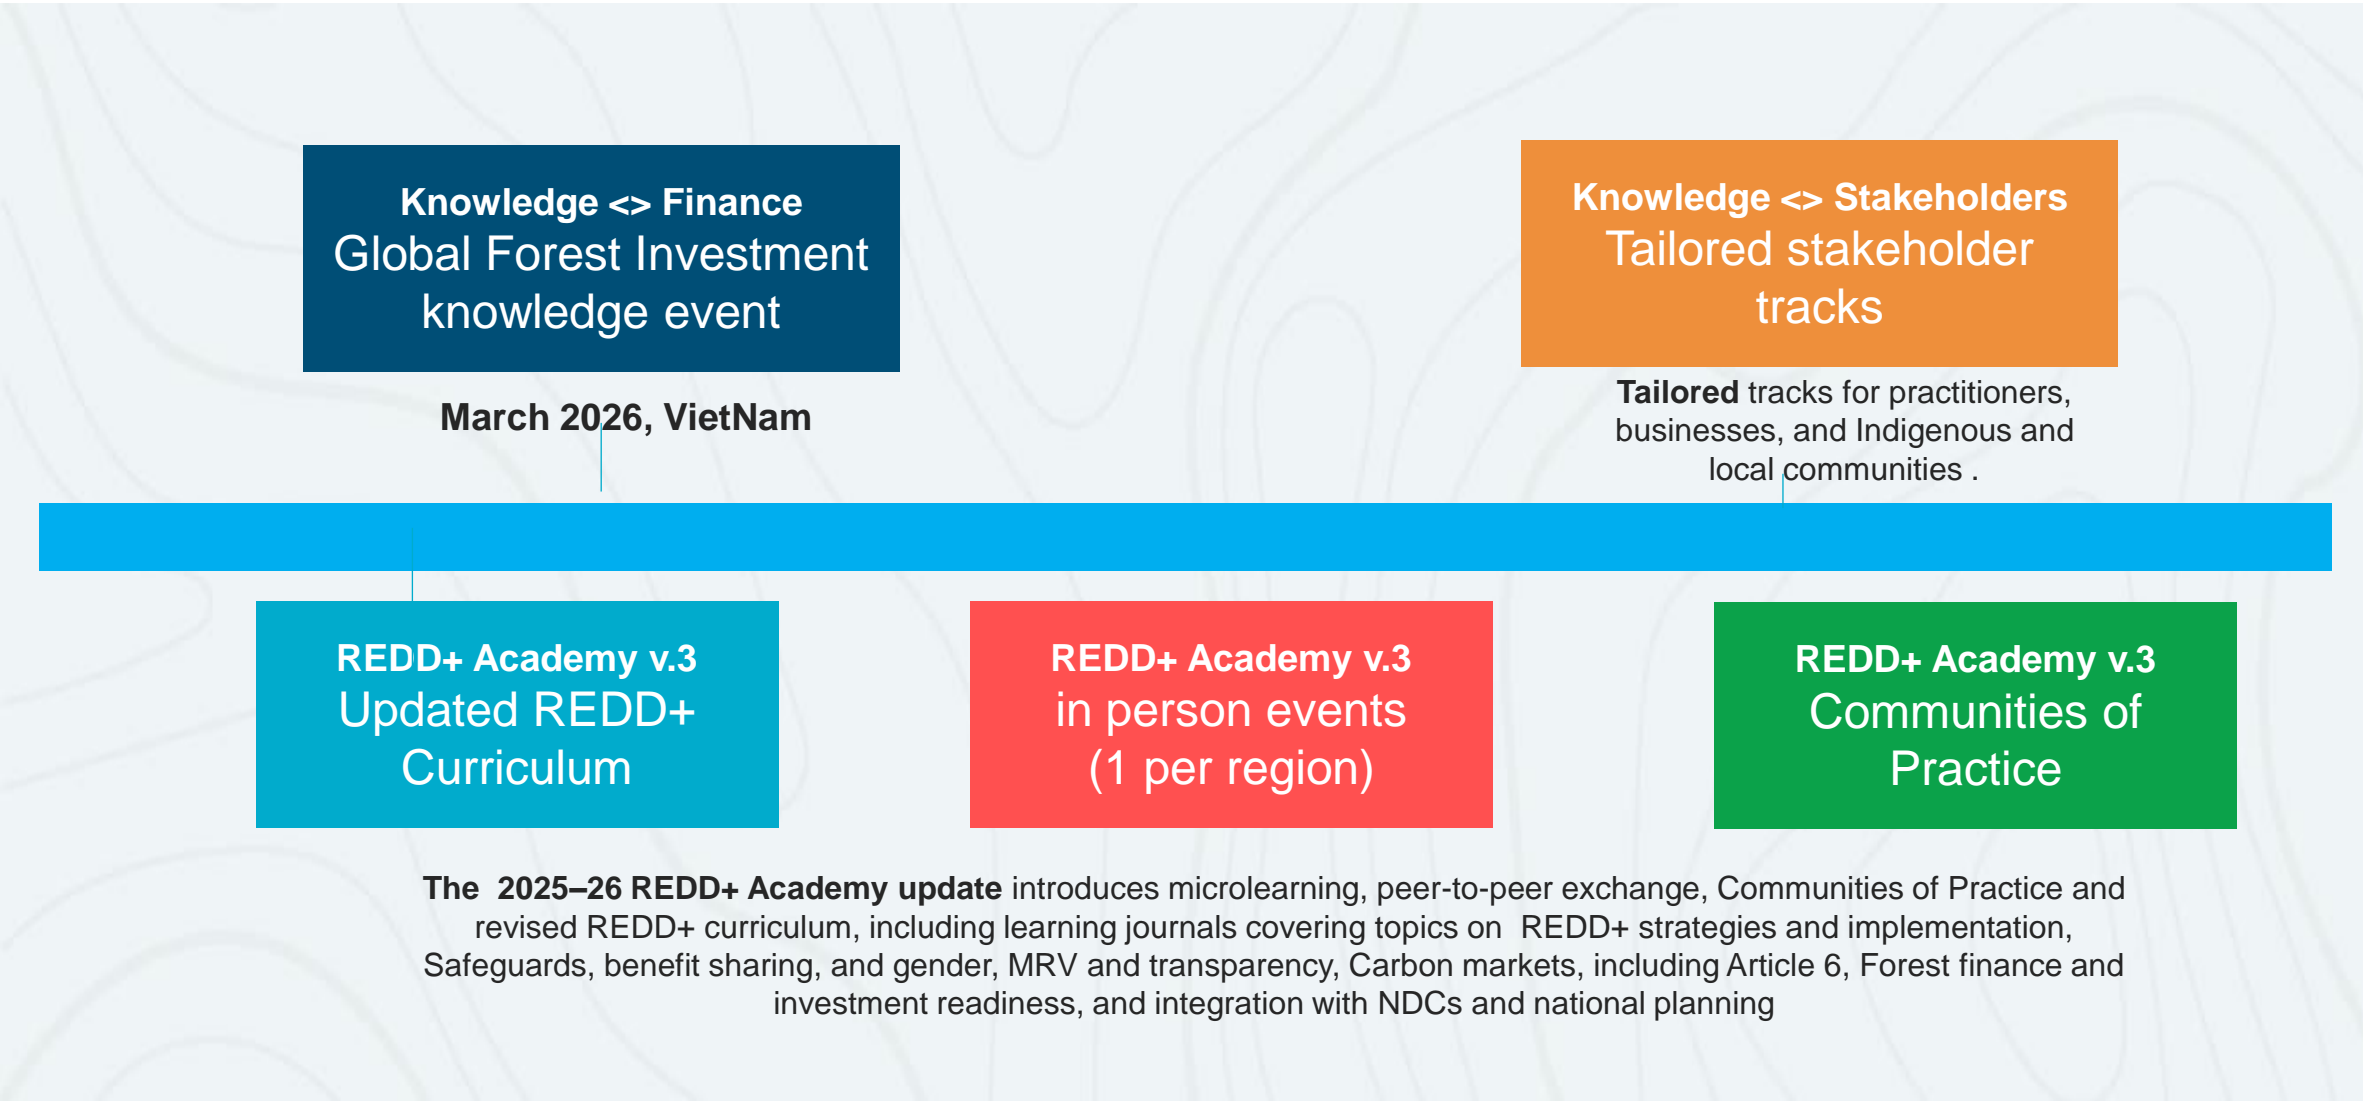 Knowledge <> Finance
Global Forest Investment
knowledge event
March 2026, VietNam
Knowledge <> Stakeholders
Tailored stakeholder
tracks
Tailored tracks for practitioners,
businesses, and Indigenous and
local communities .
REDD+ Academy v.3
Updated REDD+
Curriculum
REDD+ Academy v.3
in person events
(1 per region)
REDD+ Academy v.3
Communities of
Practice
The  2025–26 REDD+ Academy update introduces microlearning, peer-to-peer exchange, Communities of Practice and
revised REDD+ curriculum, including learning journals covering topics on  REDD+ strategies and implementation,
Safeguards, benefit sharing, and gender, MRV and transparency, Carbon markets, including Article 6, Forest finance and
investment readiness, and integration with NDCs and national planning